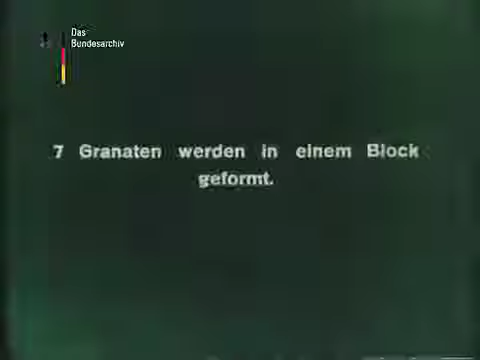 Das
Bundesarchiv
7 Granaten werden in einem Block
geformt.